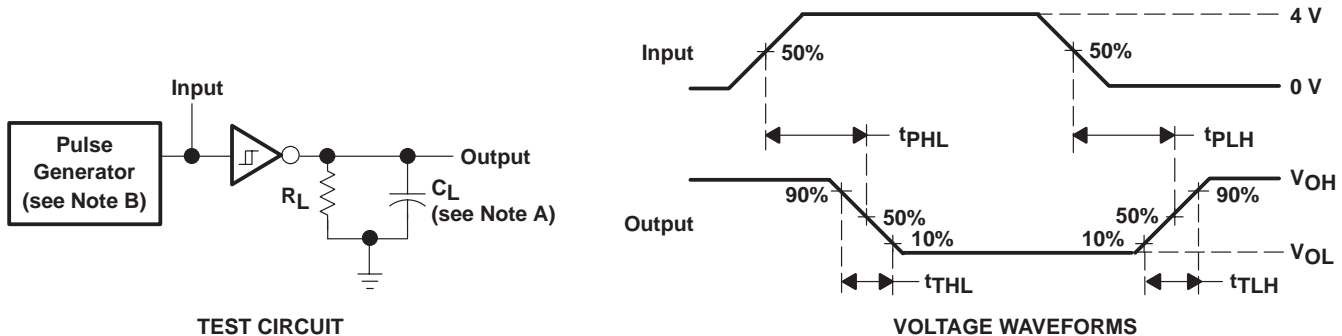 Input
Pulse
Generator
(see Note B)
RL
CL
(see Note A)
Output
TEST CIRCUIT
Input
50%
50%
4 V
0 V
tPHL
tPLH
Output
90%
50%
10%
10%
50%
90%
VOH
VOL
tTHL
tTLH
VOLTAGE WAVEFORMS